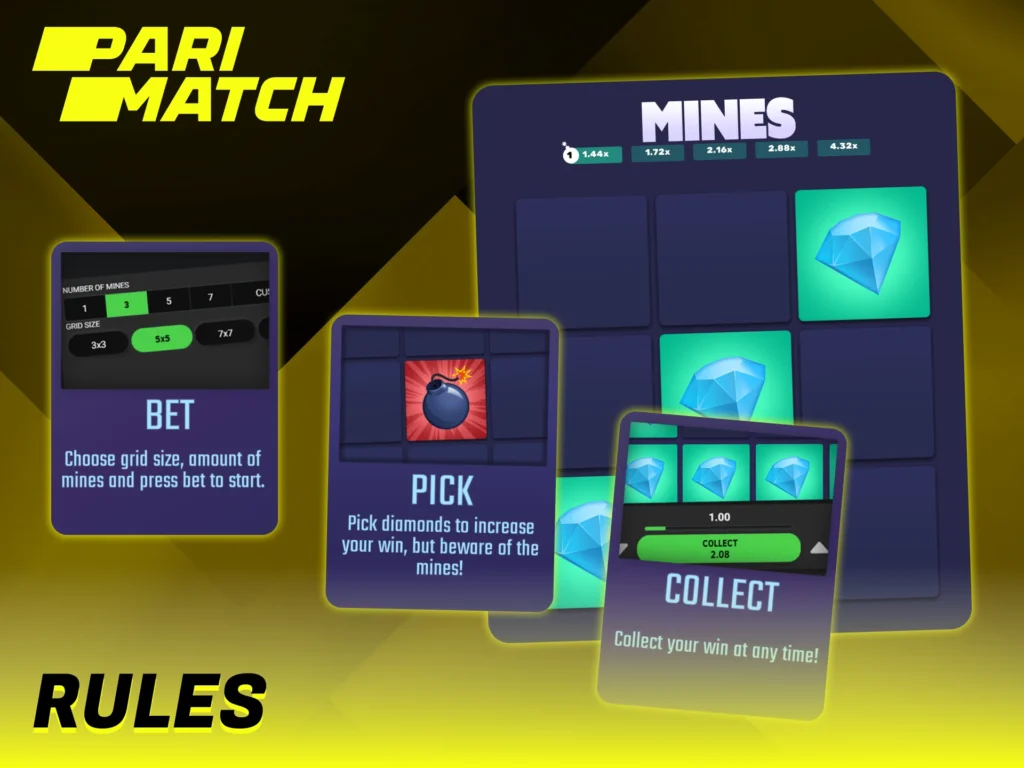 PARI
MATCH
MINES
1 1.44x 1.72x 2.16x 2.88x 4.32x
NUMBER OF MINES
1 3 5 7
GRID SIZE
3x3 5x5 7x7
BET
Choose grid size, amount of
mines and press bet to start.
PICK
Pick diamonds to increase
your win, but beware of the
mines!
1.00
COLLECT
2.08
COLLECT
Collect your win at any time!
RULES